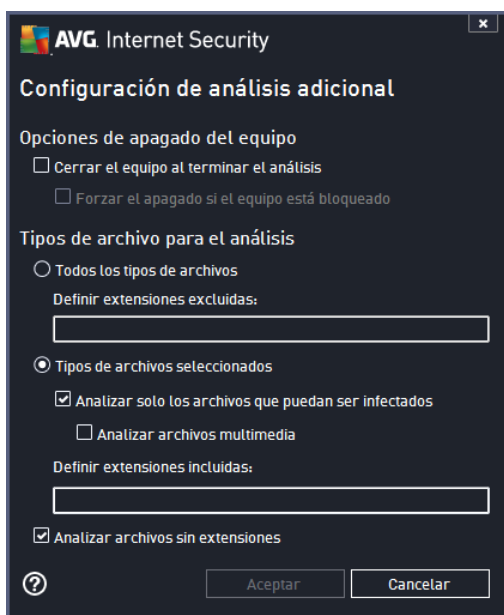 AVG. Internet Security
Configuración de análisis adicional
Opciones de apagado del equipo
Cerrar el equipo al terminar el análisis
Forzar el apagado si el equipo está bloqueado
Tipos de archivo para el análisis
Todos los tipos de archivos
Definir extensiones excluidas:
Tipos de archivos seleccionados
Analizar solo los archivos que puedan ser infectados
Analizar archivos multimedia
Definir extensiones incluidas:
Analizar archivos sin extensiones
Aceptar
Cancelar